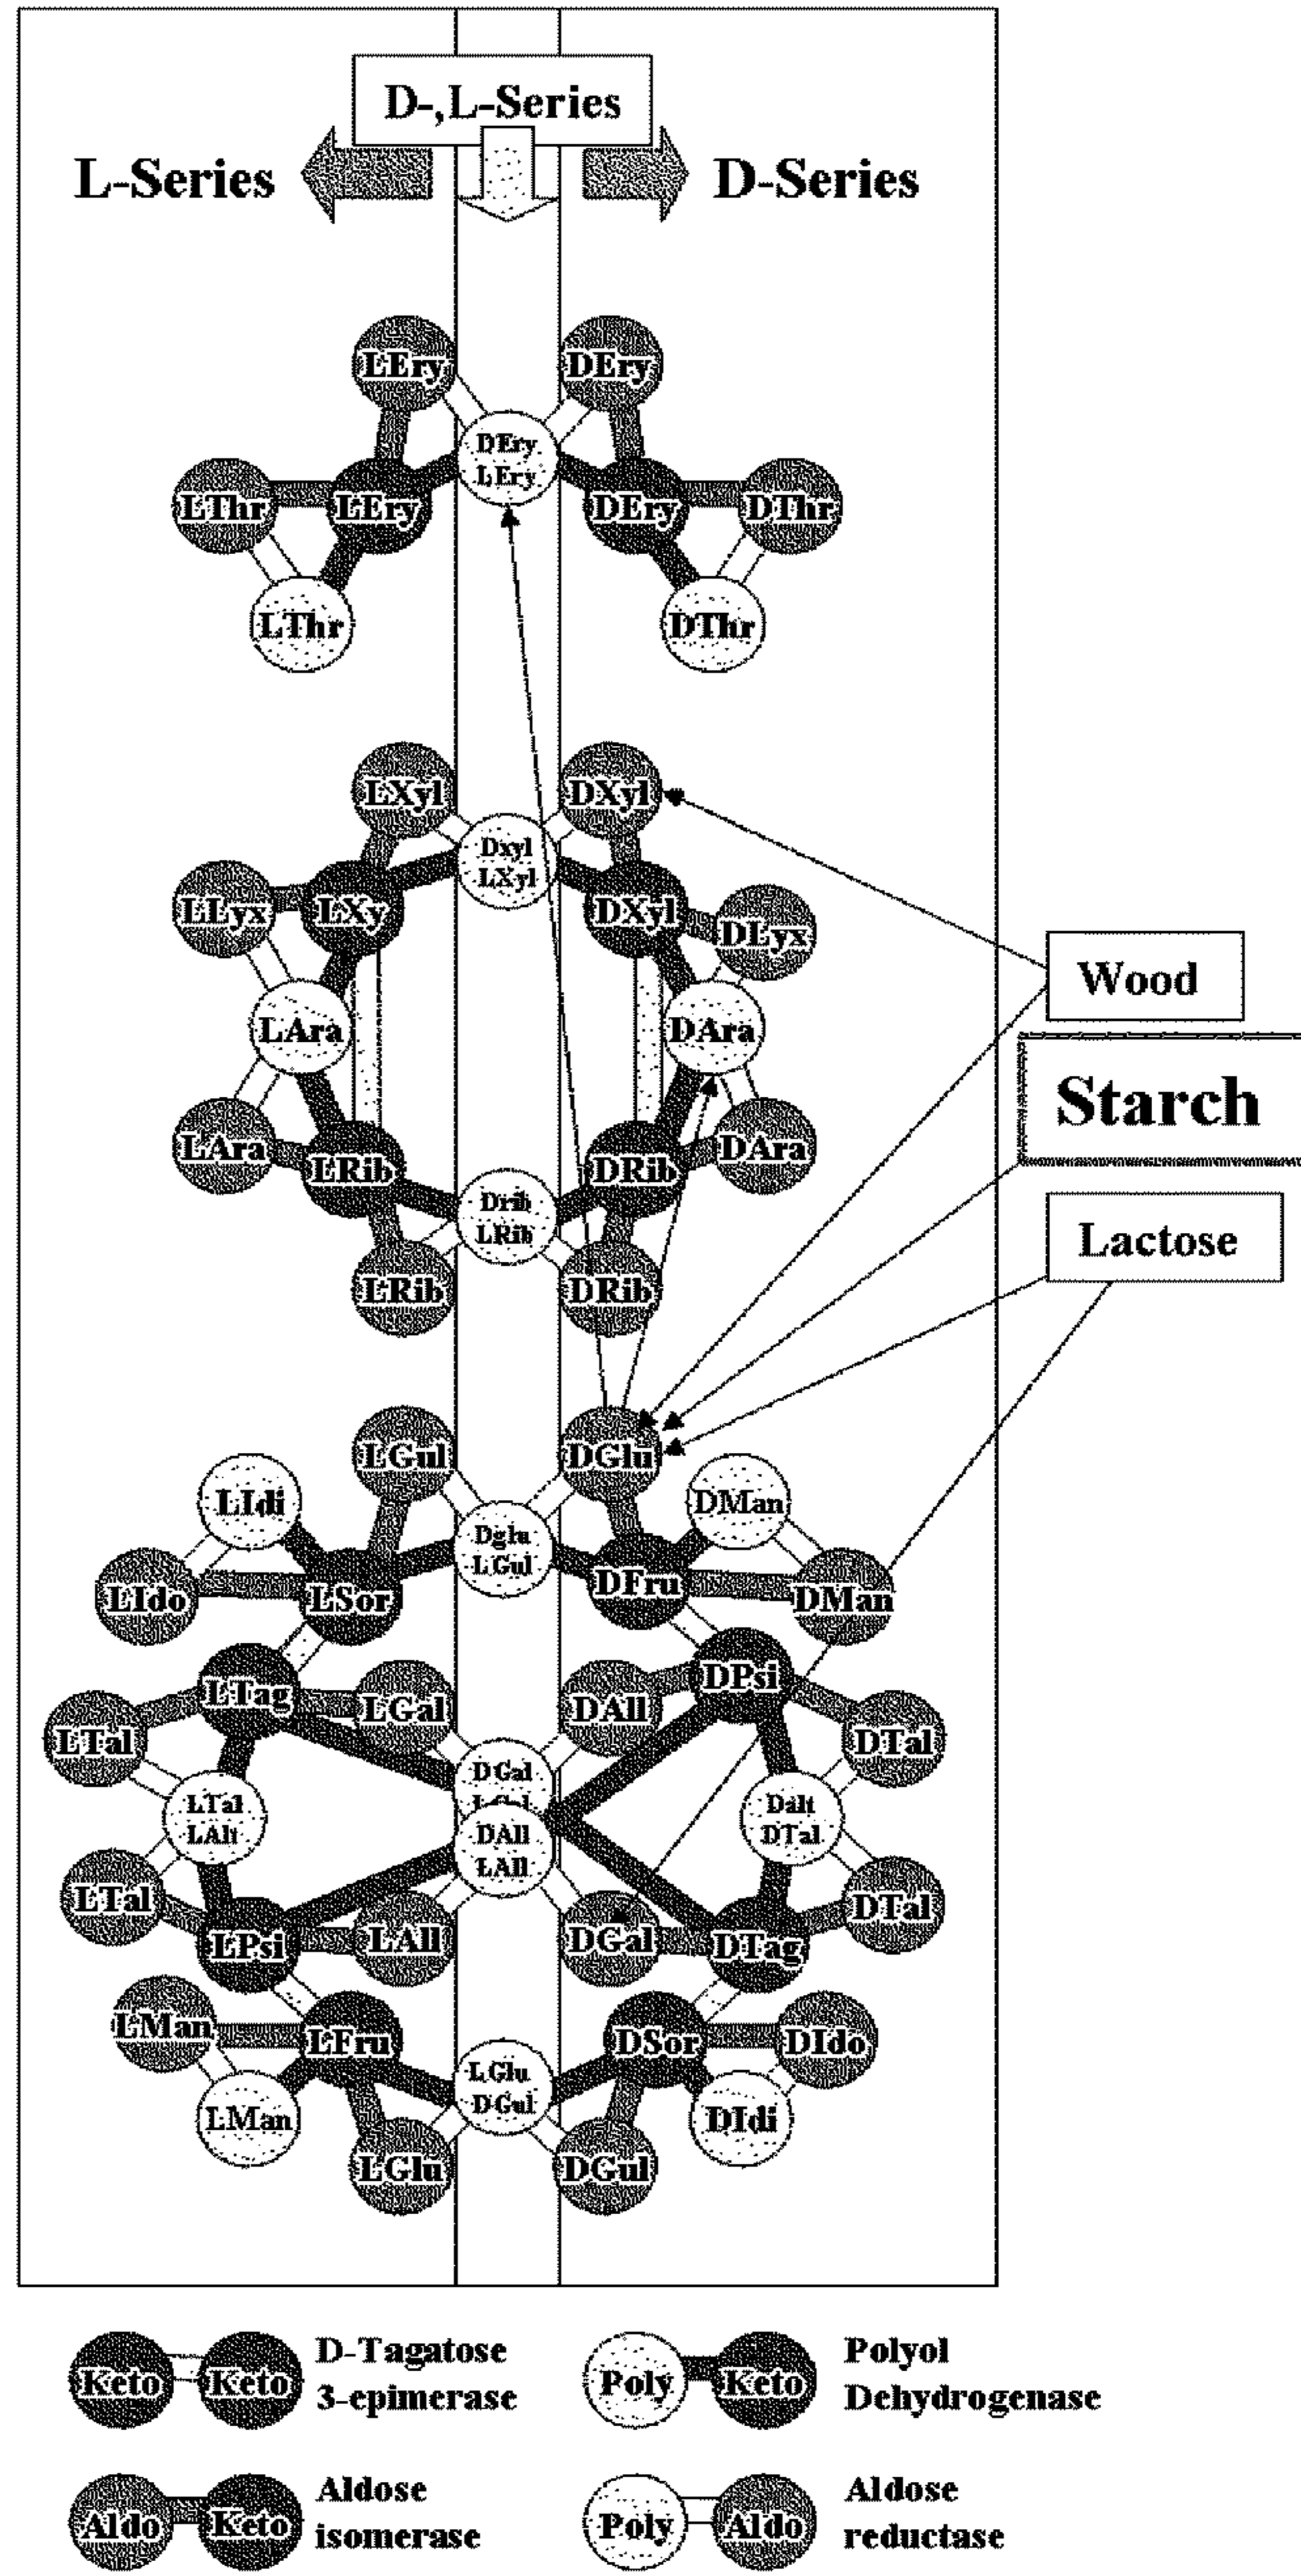 D-,L-Series
L-Series
D-Series
LEry
DEry
DEry
LEry
LThr
LEry
DEry
DThr
LThr
DThr
LXyl
DXyl
Dxyl
LXyl
LLyx
LXy
DXyl
DLyx
Wood
LAra
DAra
Starch
LAra
LRib
DRib
DAra
Drib
LRib
Lactose
LRib
DRib
LGul
DGlu
LIdi
DMan
Dglu
LGul
LIdo
LSor
DFru
DMan
LTag
DPsi
LGal
DAll
LTal
DTal
DGal
LTal
LAlt
DAll
LAll
Dalt
DTal
LTal
DTal
LPsi
LAll
DGal
DTag
LMan
LFru
DSor
DIdo
LGlu
DGul
LMan
DIdi
LGlu
DGul
Keto
Keto
D-Tagatose
3-epimerase
Poly
Keto
Polyol
Dehydrogenase
Aldo
Keto
Aldose
isomerase
Poly
Aldo
Aldose
reductase